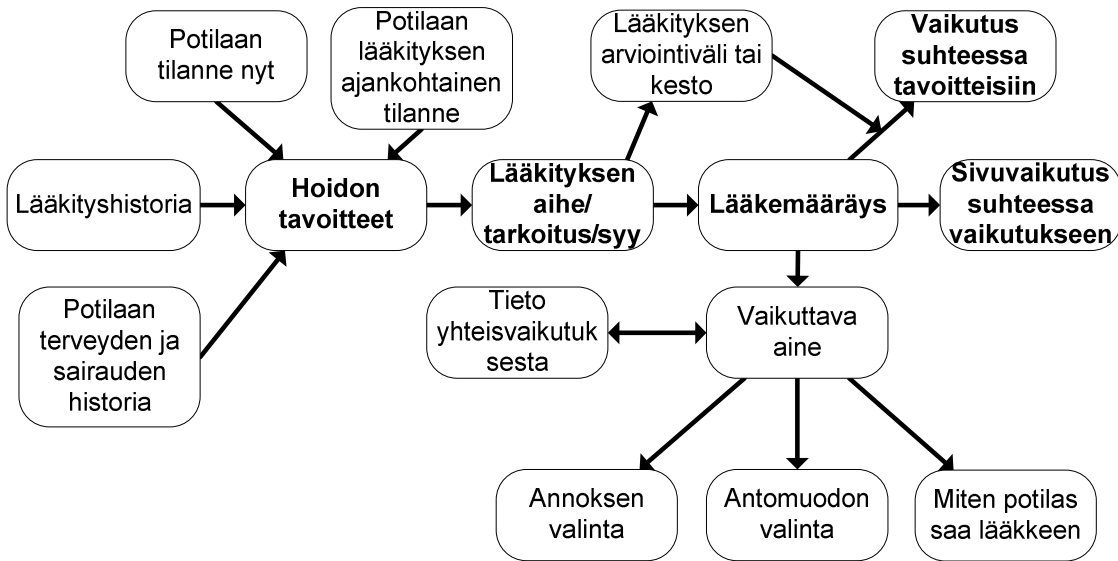 Potilaan
tilanne nyt
Potilaan
lääkityksen
ajankohtainen
tilanne
Lääkityksen
arviointiväli tai
kesto
Vaikutus
suhteessa
tavoitteisiin
Lääkityshistoria
Hoidon
tavoitteet
Lääkityksen
aihe/
tarkoitus/syy
Lääkemääräys
Sivuvaikutus
suhteessa
vaikutukseen
Potilaan
terveyden ja
sairauden
historia
Tieto
yhteisvaikutuk
sesta
Vaikuttava
aine
Annoksen
valinta
Antomuodon
valinta
Miten potilas
saa lääkkeen